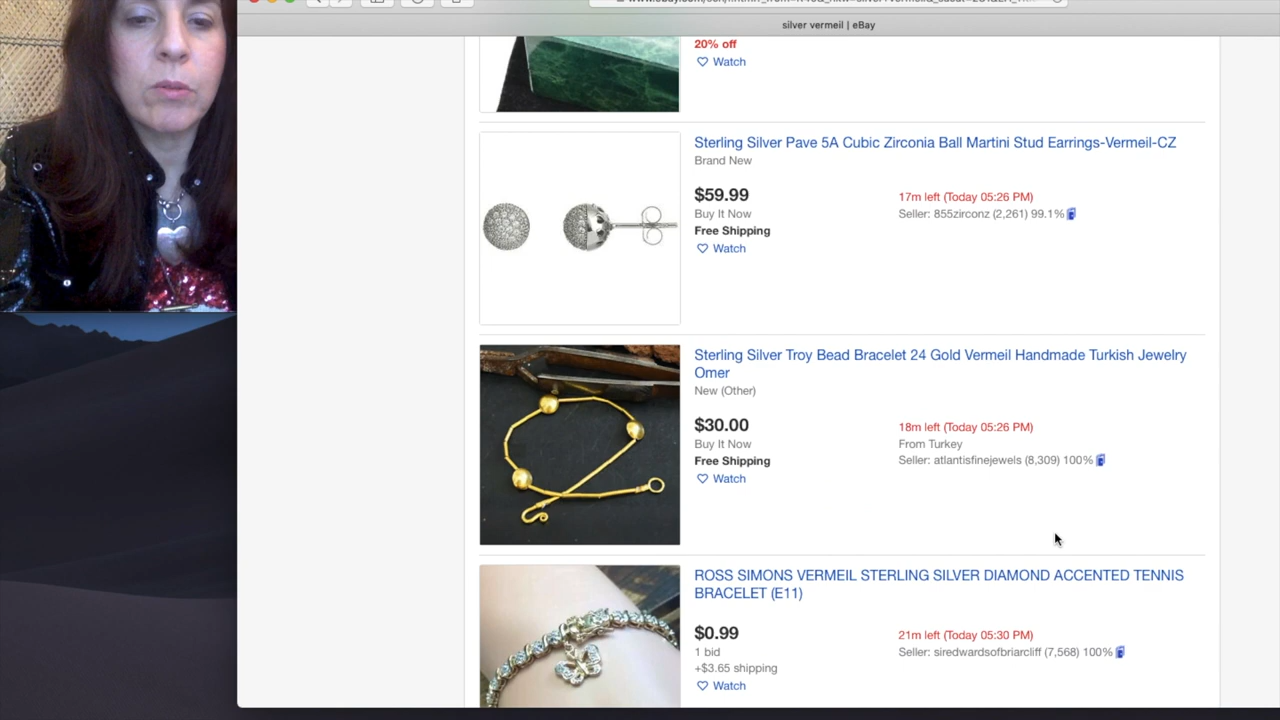 silver vermeil | eBay
20% off
Watch
Sterling Silver Pave 5A Cubic Zirconia Ball Martini Stud Earrings-Vermeil-CZ
Brand New
$59.99
17m left (Today 05:26 PM)
Buy It Now
Seller: 855zirconz (2,261) 99.1%
Free Shipping
Watch
Sterling Silver Troy Bead Bracelet 24 Gold Vermeil Handmade Turkish Jewelry
Omer
New (Other)
$30.00
18m left (Today 05:26 PM)
Buy It Now
From Turkey
Free Shipping
Seller: atlantisfinejewels (8,309) 100%
Watch
ROSS SIMONS VERMEIL STERLING SILVER DIAMOND ACCENTED TENNIS
BRACELET (E11)
$0.99
21m left (Today 05:30 PM)
1 bid
Seller: siredwardsofbriarcliff (7,568) 100%
+$3.65 shipping
Watch